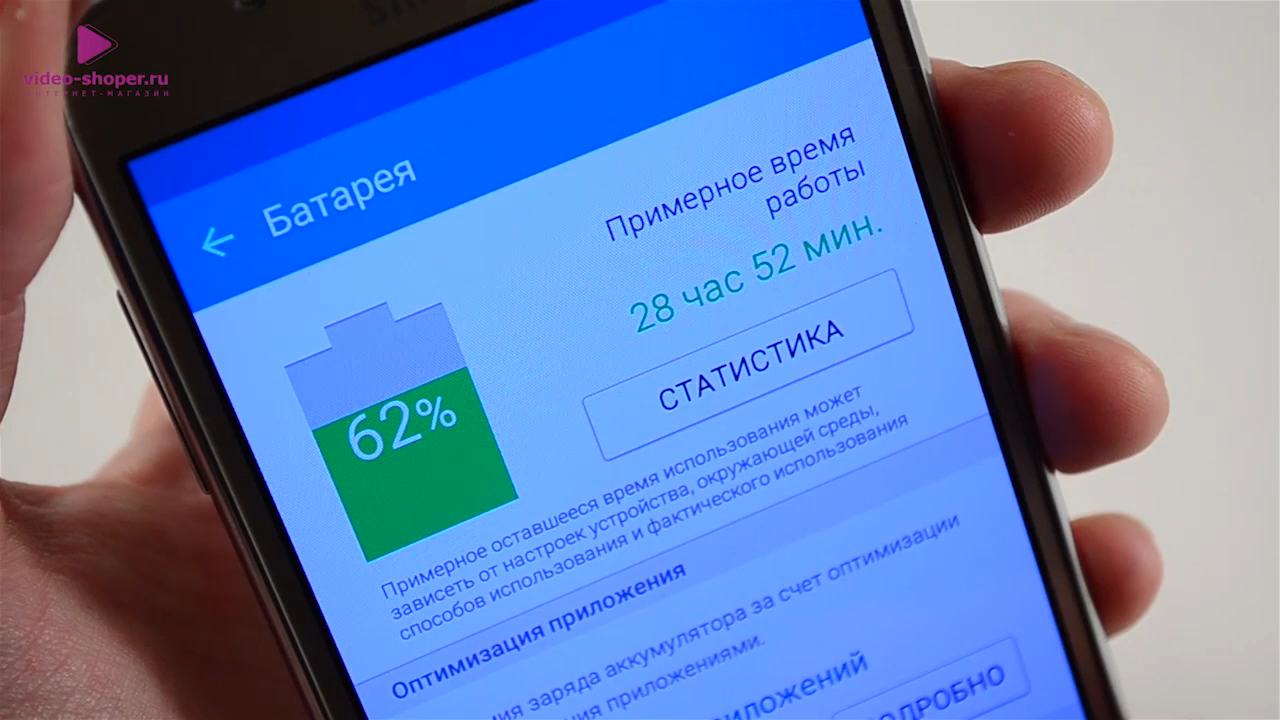 video-shoper.ru
ИНТЕРНЕТ-МАГАЗИН
Батарея
Примерное время
работы
28 час 52 мин.
62%
СТАТИСТИКА
Примерное оставшееся время использования может
зависеть от настроек устройства, окружающей среды,
способов использования и фактического использования
Оптимизация приложения
заряда аккумулятора за счет оптимизации
приложениями.